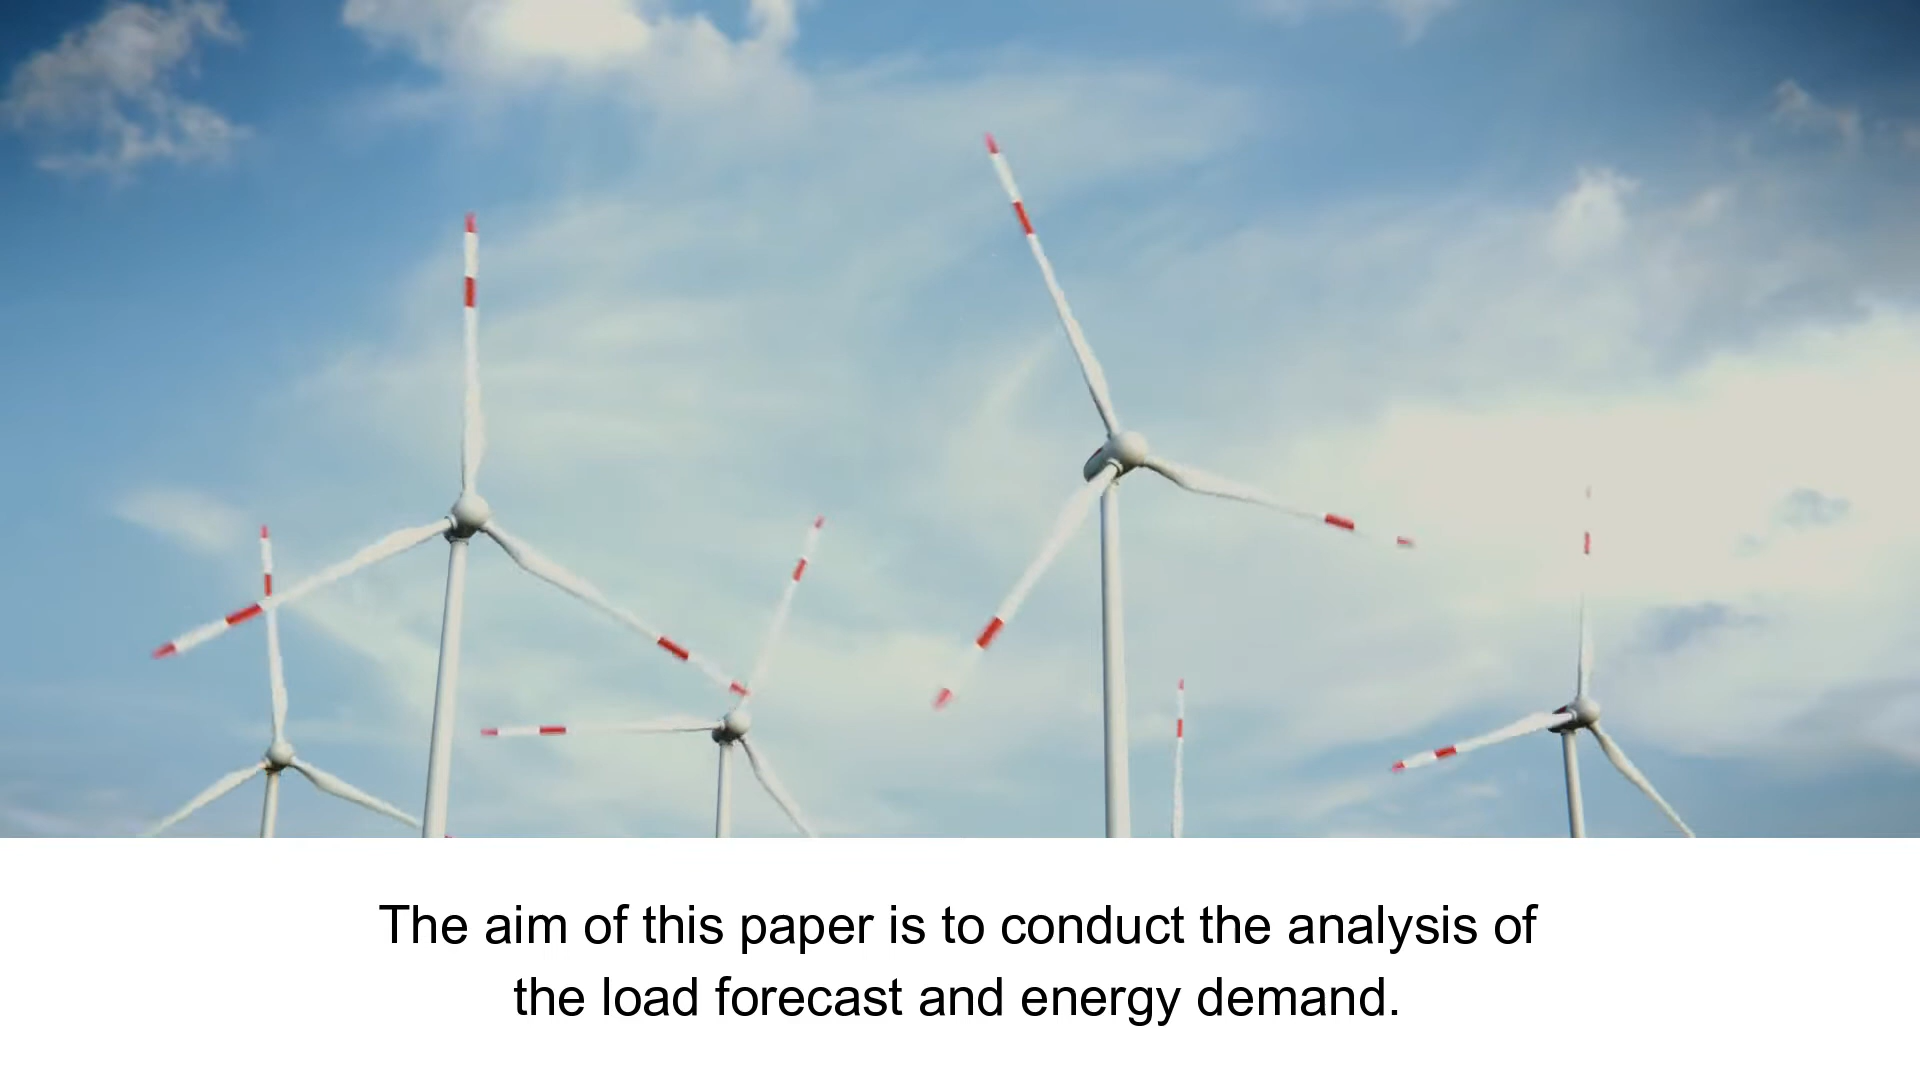 The aim of this paper is to conduct the analysis of
the load forecast and energy demand.